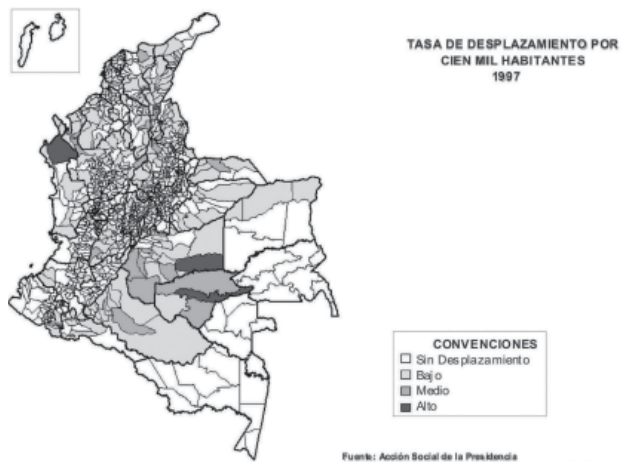 TASA DE DESPLAZAMIENTO POR
CIEN MIL HABITANTES
1997
CONVENCIONES
Sin Desplazamiento
Bajo
Medio
Alto
Fuente: Acción Social de la Presidencia